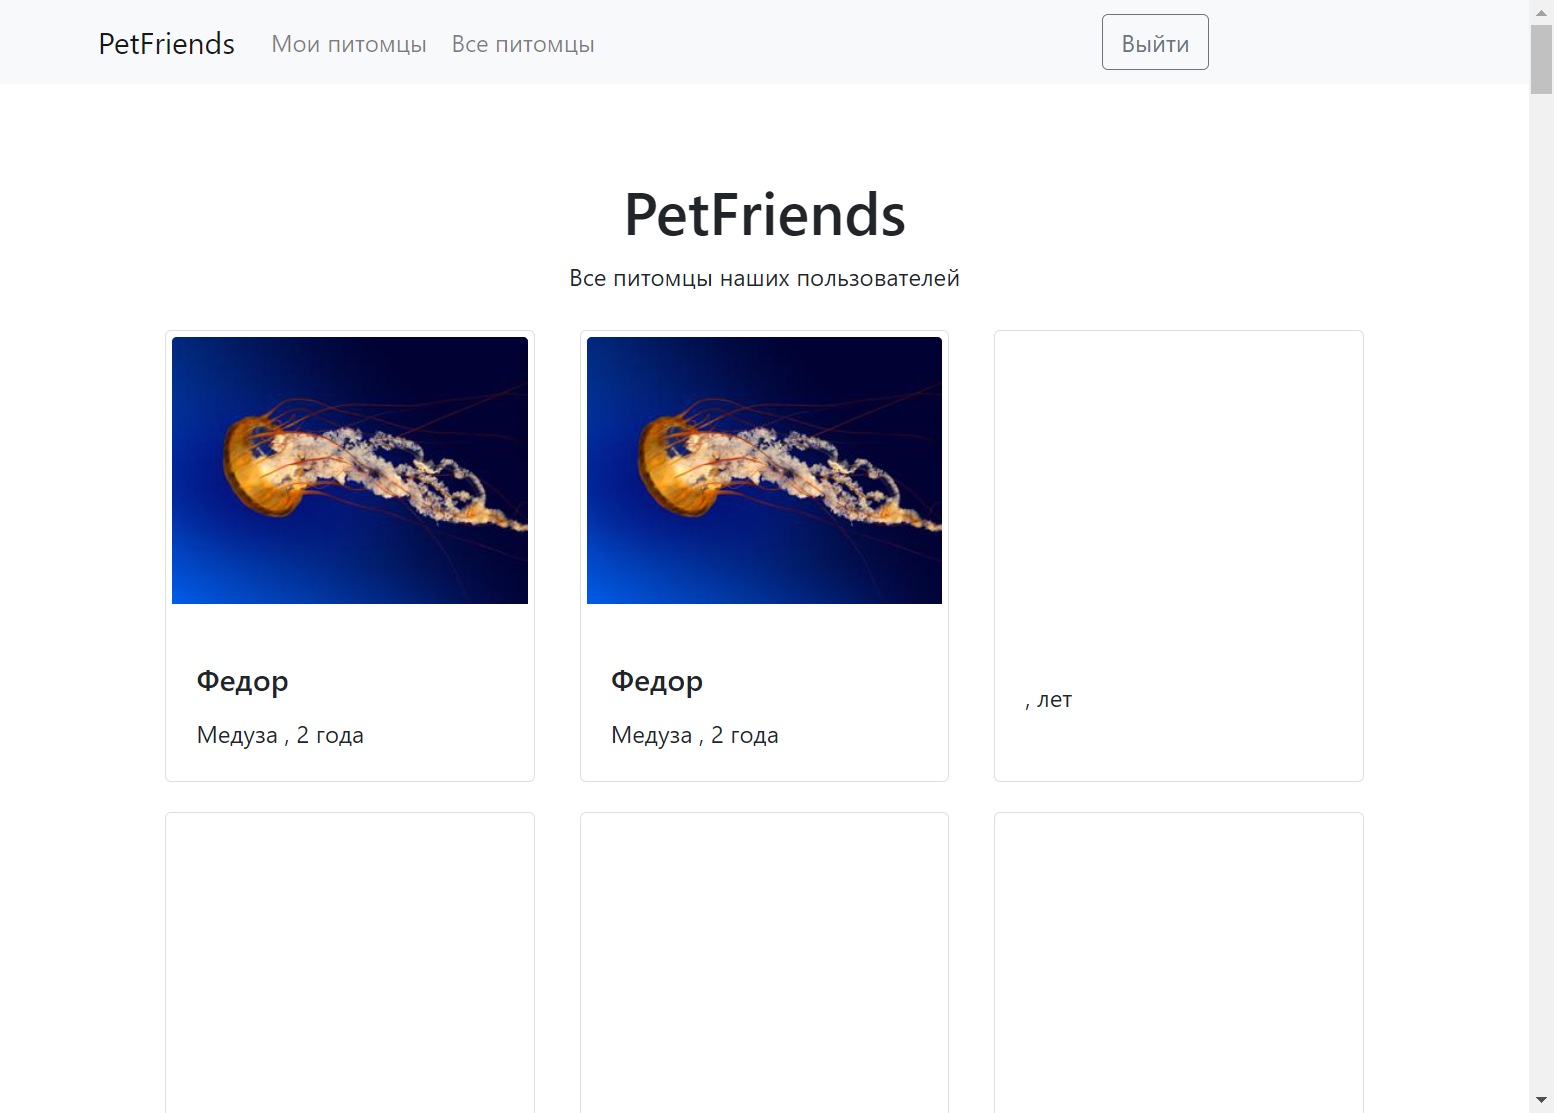 PetFriends Мои питомцы Все питомцы Выйти
PetFriends
Все питомцы наших пользователей
Федор
Медуза , 2 года
Федор
Медуза , 2 года
, лет